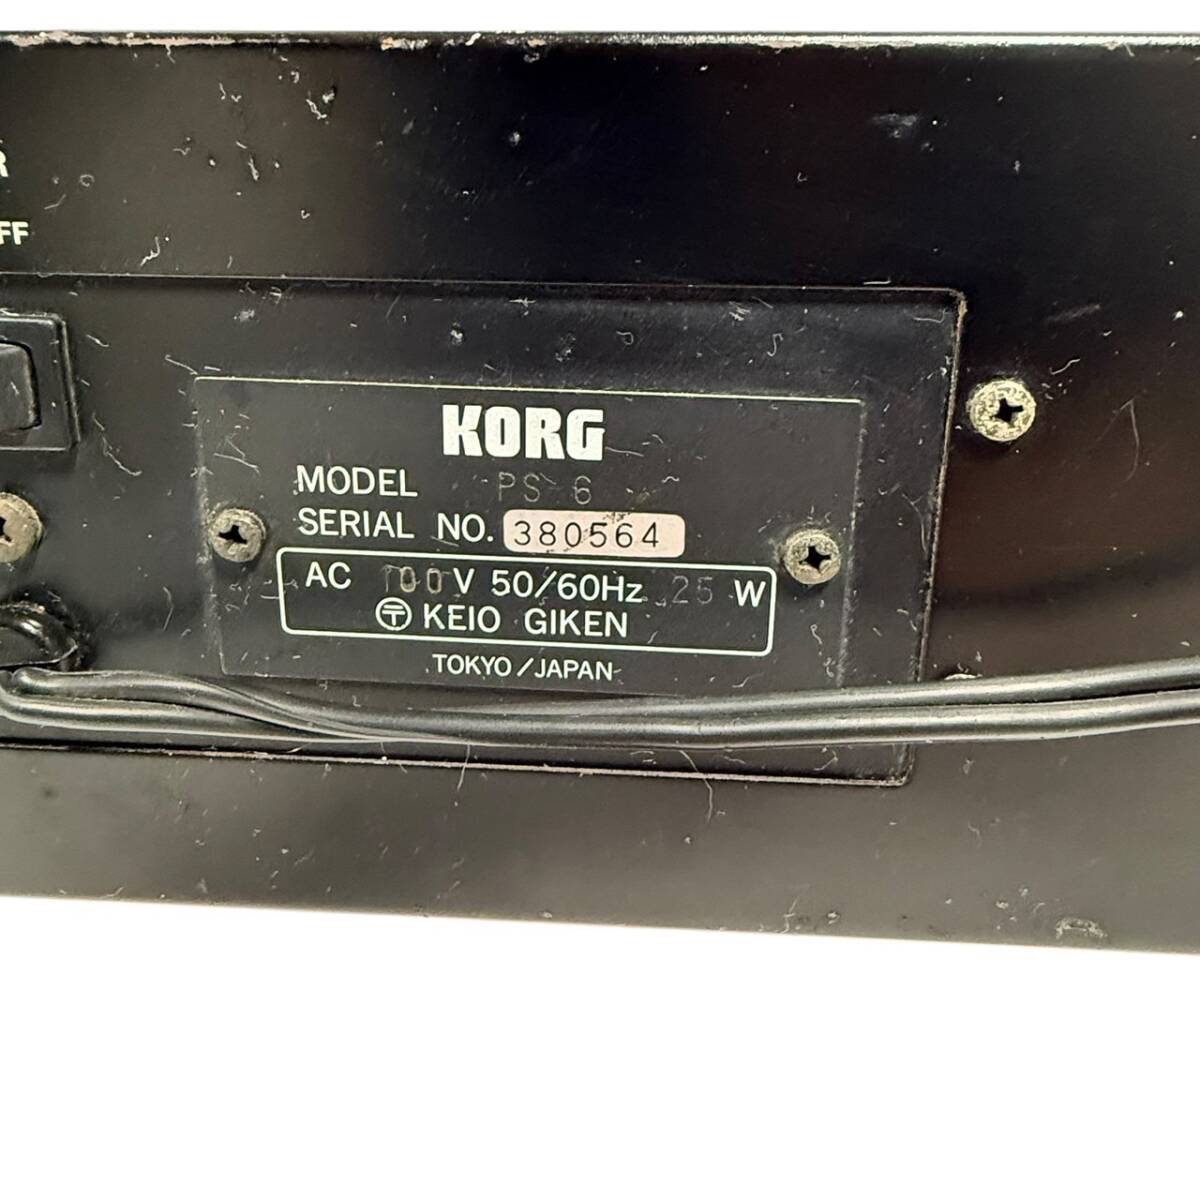 FF
KORG
MODEL PS-6
SERIAL NO. 380564
AC 100V 50/60Hz 25 W
〶 KEIO GIKEN
TOKYO/JAPAN